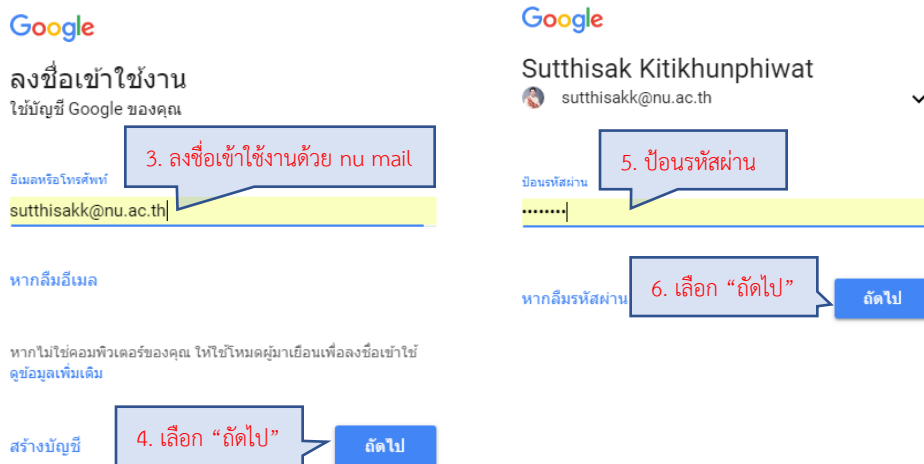 Google
ลงชื่อเข้าใช้งาน
ใช้บัญชี Google ของคุณ
3. ลงชื่อเข้าใช้งานด้วย nu mail
อีเมลหรือโทรศัพท์
sutthisakk@nu.ac.th
หากลืมอีเมล
หากไม่ใช่คอมพิวเตอร์ของคุณ ให้ใช้โหมดผู้มาเยือนเพื่อลงชื่อเข้าใช้
ดูข้อมูลเพิ่มเติม
สร้างบัญชี
4. เลือก “ถัดไป”
ถัดไป
Google
Sutthisak Kitikhunphiwat
sutthisakk@nu.ac.th
5. ป้อนรหัสผ่าน
ป้อนรหัสผ่าน
••••••••
หากลืมรหัสผ่าน
6. เลือก “ถัดไป”
ถัดไป